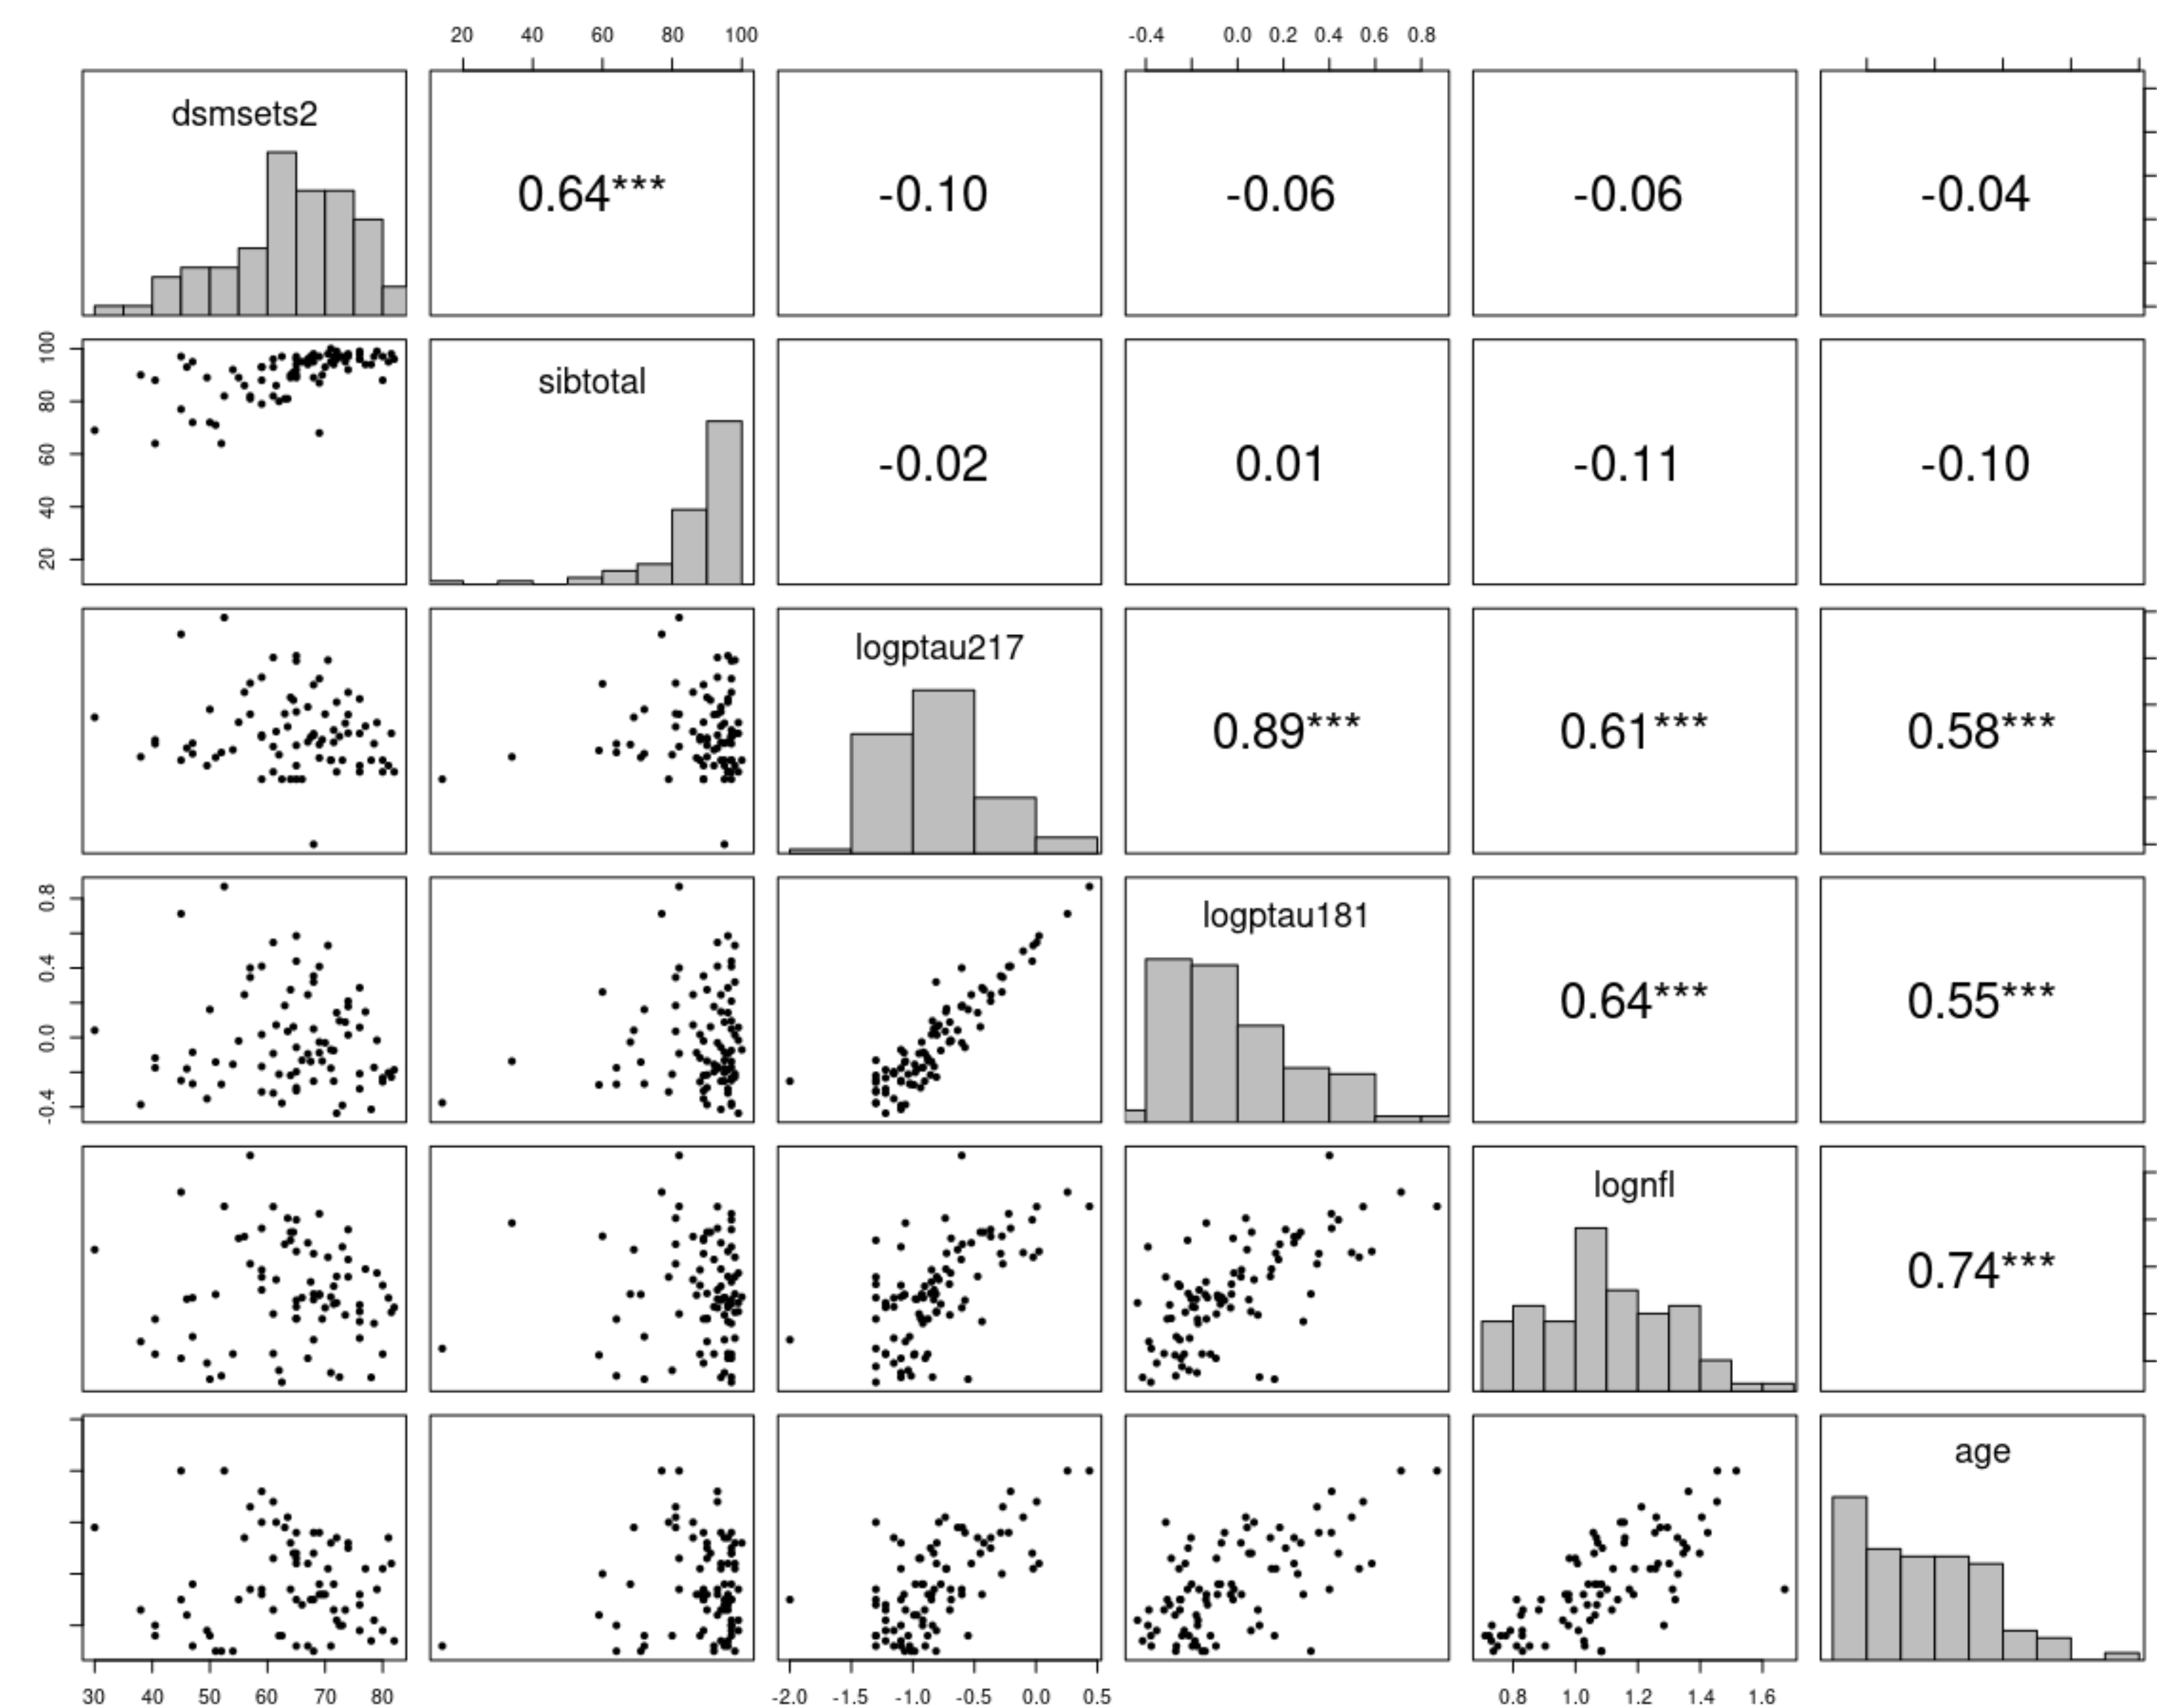 20 40 60 80 100 -0.4 0.0 0.2 0.4 0.6 0.8
dsmsets2 0.64*** -0.10 -0.06 -0.06 -0.04
20 40 60 80 100 sibtotal -0.02 0.01 -0.11 -0.10
logptau217 0.89*** 0.61*** 0.58***
-0.4 0.0 0.4 0.8 logptau181 0.64*** 0.55***
lognfl 0.74***
age
30 40 50 60 70 80 -2.0 -1.5 -1.0 -0.5 0.0 0.5 0.8 1.0 1.2 1.4 1.6